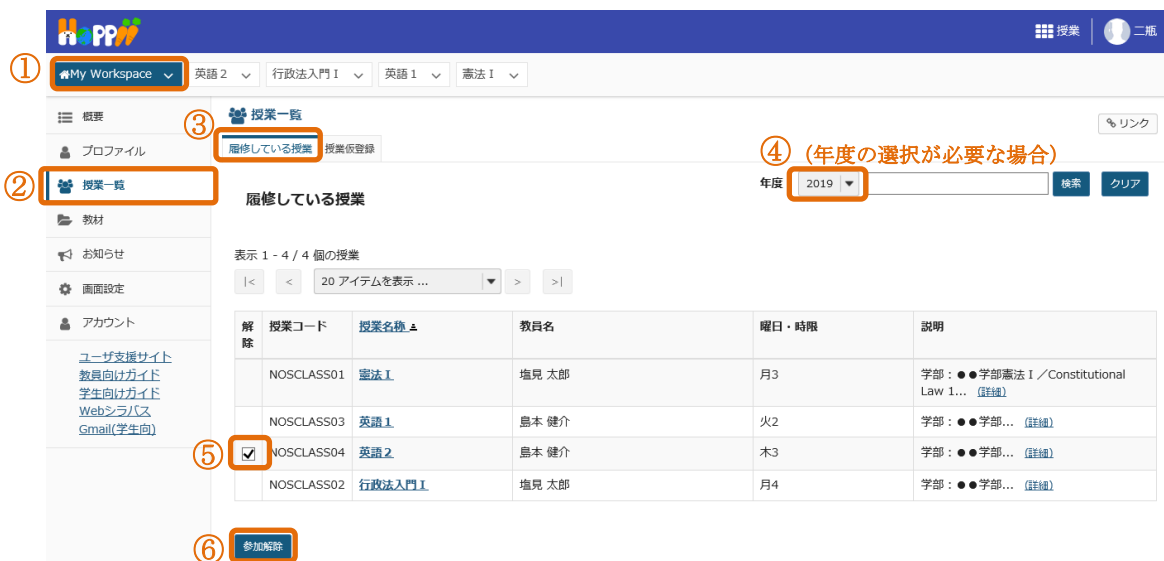 Hoppii
授業
二瓶
①
My Workspace
英語2
行政法入門 I
英語1
憲法 I
概要
プロファイル
②
授業一覧
教材
お知らせ
画面設定
アカウント
ユーザ支援サイト
教員向けガイド
学生向けガイド
Webシラバス
Gmail(学生向)
授業一覧
リンク
③
履修している授業 授業仮登録
④ (年度の選択が必要な場合)
履修している授業
年度 2019 検索 クリア
表示 1 - 4 / 4 個の授業
|< < 20 アイテムを表示 ... > >|
解除 授業コード 授業名称 教員名 曜日・時限 説明
NOSCLASS01 憲法 I 塩見 太郎 月3 学部:●●学部憲法 I /Constitutional
Law 1... (詳細)
NOSCLASS03 英語1 島本 健介 火2 学部:●●学部... (詳細)
⑤ NOSCLASS04 英語2 島本 健介 木3 学部:●●学部... (詳細)
NOSCLASS02 行政法入門 I 塩見 太郎 月4 学部:●●学部... (詳細)
⑥ 参加解除